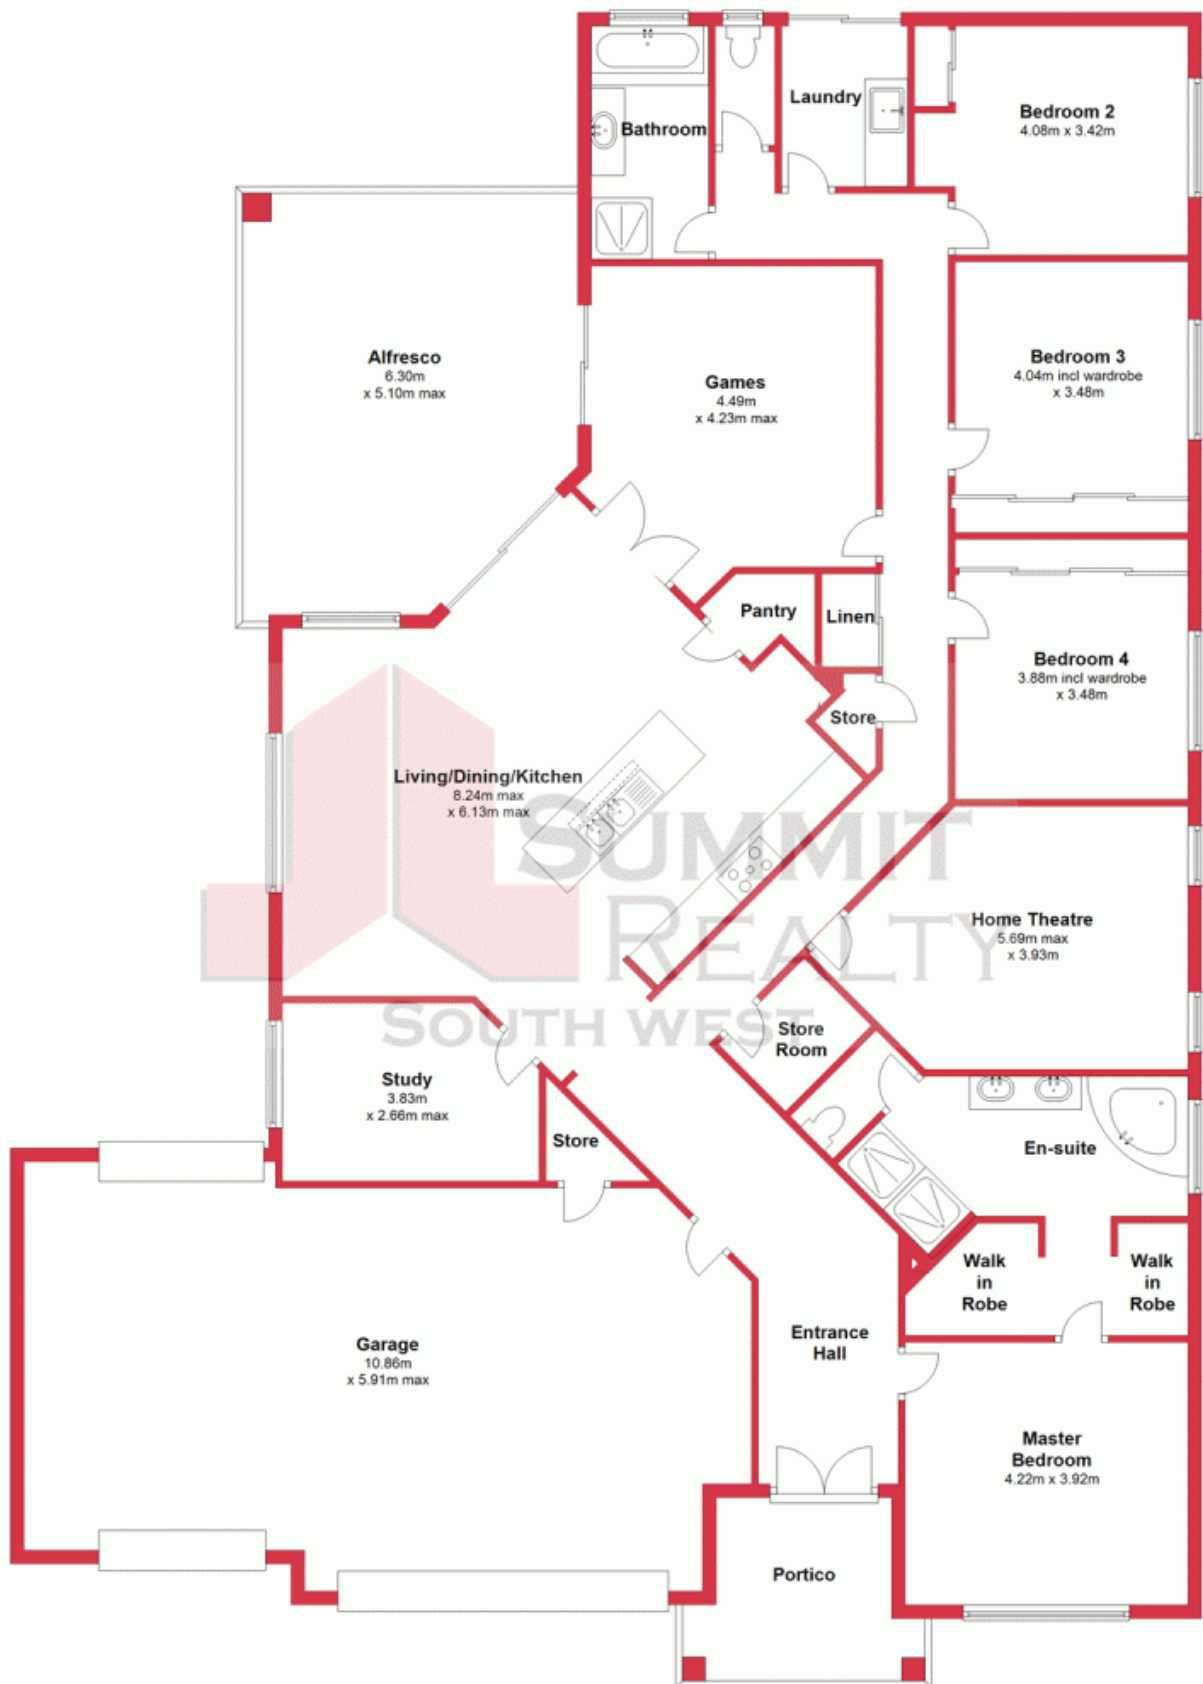 Laundry
Bathroom
Bedroom 2
4.08m x 3.42m
Alfresco
6.30m
x 5.10m max
Games
4.49m
x 4.23m max
Bedroom 3
4.04m incl wardrobe
x 3.48m
Pantry
Linen
Bedroom 4
3.88m incl wardrobe
x 3.48m
Store
Living/Dining/Kitchen
8.24m max
x 6.13m max
SUMMIT
REALTY
SOUTH WEST
Home Theatre
5.69m max
x 3.93m
Store
Room
Study
3.83m
x 2.66m max
Store
En-suite
Walk
in
Robe
Walk
in
Robe
Entrance
Hall
Garage
10.86m
x 5.91m max
Master
Bedroom
4.22m x 3.92m
Portico